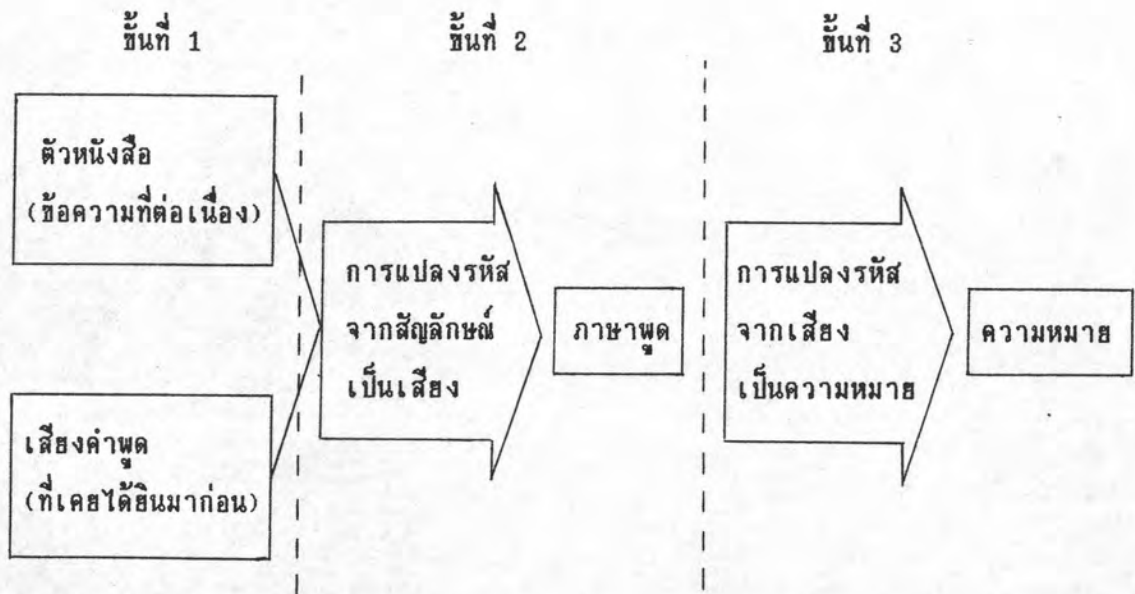 ขั้นที่ 1
ขั้นที่ 2
ขั้นที่ 3
ตัวหนังสือ
(ข้อความที่ต่อเนื่อง)
เสียงคำพูด
(ที่เคยได้ยินมาก่อน)
การแปลงรหัส
จากสัญลักษณ์
เป็นเสียง
ภาษาพูด
การแปลงรหัส
จากเสียง
เป็นความหมาย
ความหมาย